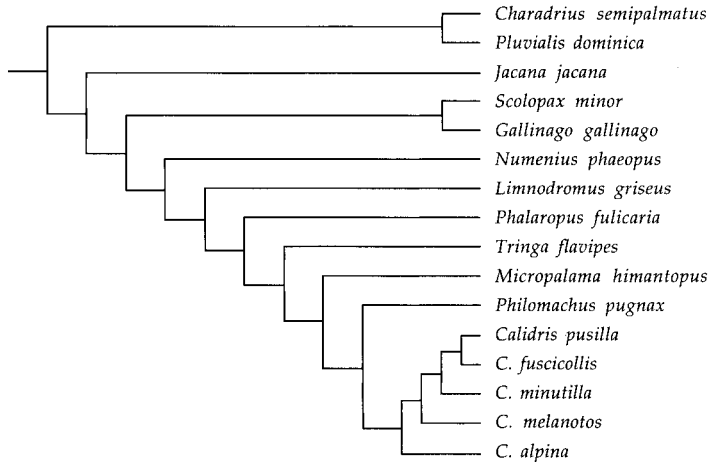 Charadrius semipalmatus
Pluvialis dominica
Jacana jacana
Scolopax minor
Gallinago gallinago
Numenius phaeopus
Limnodromus griseus
Phalaropus fulicaria
Tringa flavipes
Micropalama himantopus
Philomachus pugnax
Calidris pusilla
C. fuscicollis
C. minutilla
C. melanotos
C. alpina